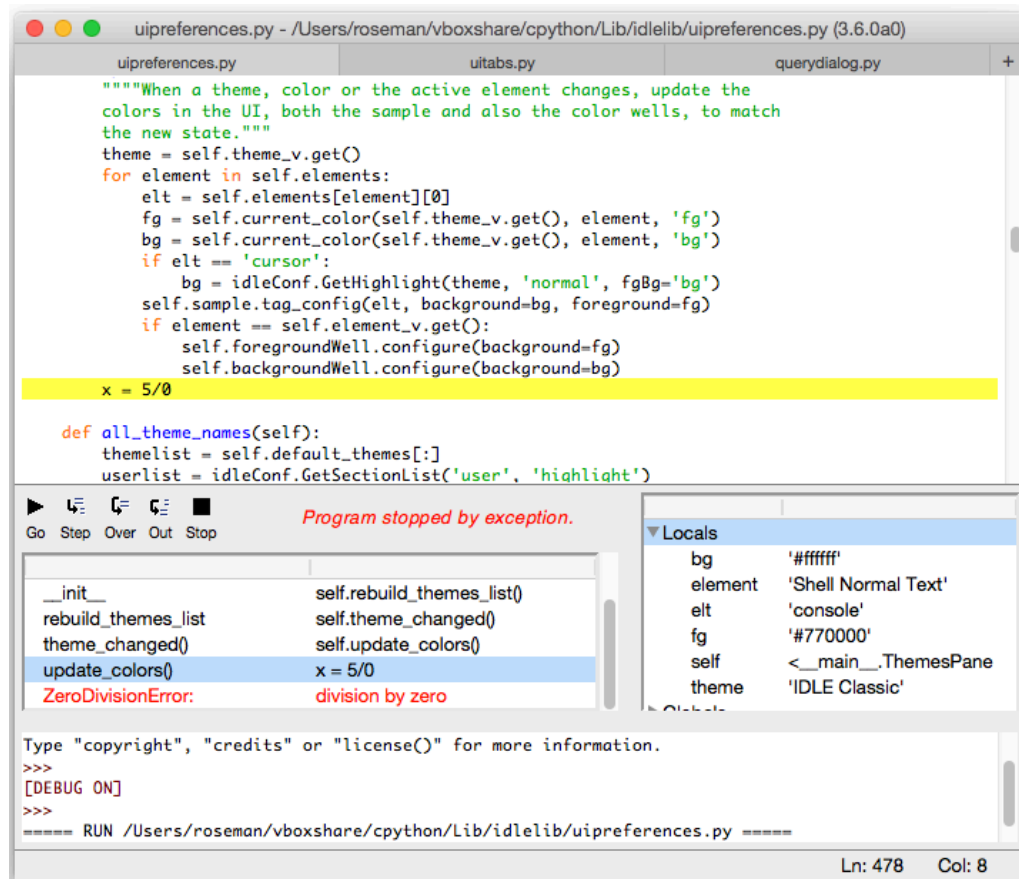 uipreferences.py - /Users/roseman/vboxshare/cpython/Lib/idlelib/uipreferences.py (3.6.0a0)
uipreferences.py uitabs.py querydialog.py +
""""When a theme, color or the active element changes, update the
colors in the UI, both the sample and also the color wells, to match
the new state."""
theme = self.theme_v.get()
for element in self.elements:
elt = self.elements[element][0]
fg = self.current_color(self.theme_v.get(), element, 'fg')
bg = self.current_color(self.theme_v.get(), element, 'bg')
if elt == 'cursor':
bg = idleConf.GetHighlight(theme, 'normal', fgBg='bg')
self.sample.tag_config(elt, background=bg, foreground=fg)
if element == self.element_v.get():
self.foregroundWell.configure(background=fg)
self.backgroundWell.configure(background=bg)
x = 5/0
def all_theme_names(self):
themelist = self.default_themes[:]
userlist = idleConf.GetSectionList('user', 'highlight')
Go Step Over Out Stop
Program stopped by exception.
__init__ self.rebuild_themes_list()
rebuild_themes_list self.theme_changed()
theme_changed() self.update_colors()
update_colors() x = 5/0
ZeroDivisionError: division by zero
Locals
bg '#ffffff'
element 'Shell Normal Text'
elt 'console'
fg '#770000'
self <__main__.ThemesPane
theme 'IDLE Classic'
Globals
Type "copyright", "credits" or "license()" for more information.
>>>
[DEBUG ON]
>>>
===== RUN /Users/roseman/vboxshare/cpython/Lib/idlelib/uipreferences.py =====
Ln: 478 Col: 8